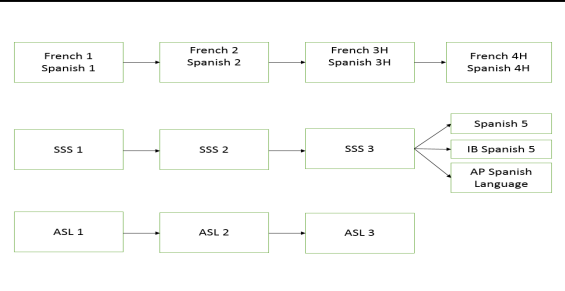 French 1
Spanish 1
French 2
Spanish 2
French 3H
Spanish 3H
French 4H
Spanish 4H
SSS 1
SSS 2
SSS 3
Spanish 5
IB Spanish 5
AP Spanish
Language
ASL 1
ASL 2
ASL 3